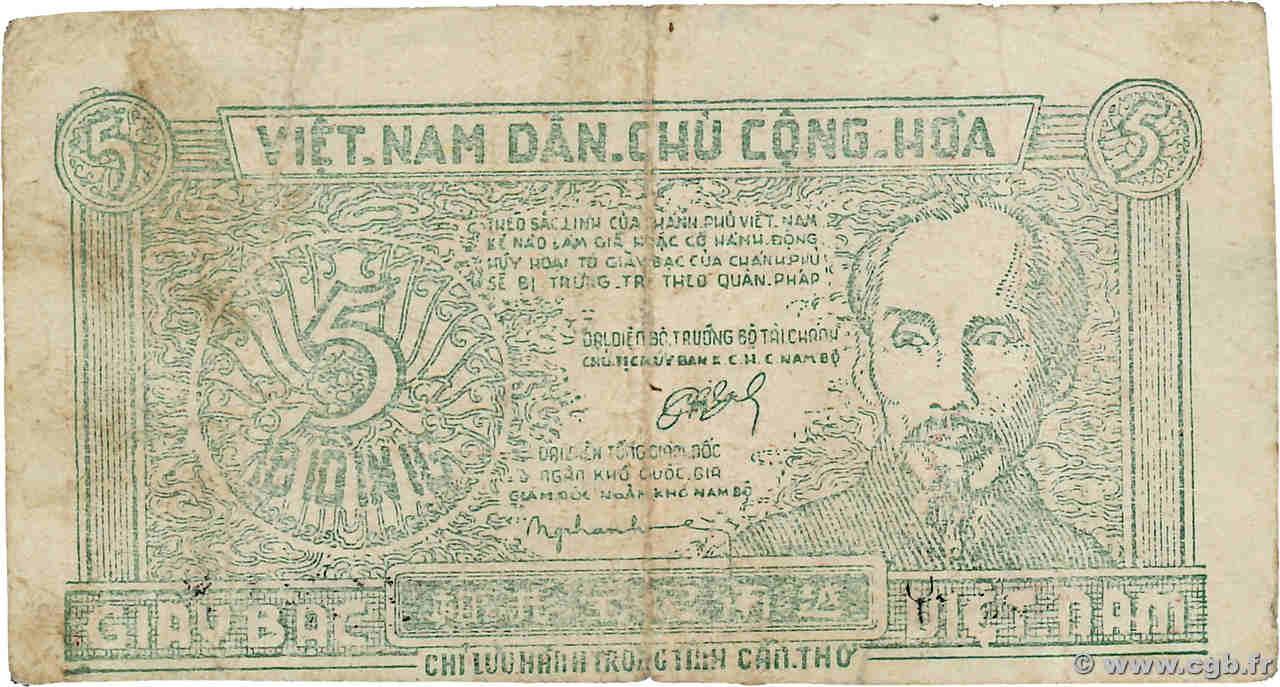 VIỆT.NAM DÂN.CHỦ CỘNG.HÒA
5
5
THEO SẮC.LỊNH CỦA CHÁNH.PHỦ VIỆT.NAM
KẺ NÀO LÀM GIẢ HOẶC CÓ HÀNH.ĐỘNG
HỦY HOẠI TỜ GIẤY.BẠC CỦA CHÁNH.PHỦ
SẼ BỊ TRỪNG.TRỊ THEO QUÂN.PHÁP
5
ĐẠI.DIỆN BỘ.TRƯỞNG BỘ TÀI CHÁNH
CHỦ.TỊCH ỦY BAN K.C.H.C NAM BỘ
ĐẠI.DIỆN TỔNG GIÁM ĐỐC
NGÂN KHỐ QUỐC.GIA
GIÁM ĐỐC NGÂN KHỐ NAM BỘ
GIẤY BẠC
VIỆT NAM
CHỈ LƯU HÀNH TRONG TỈNH CẦN.THƠ
© www.cgb.fr